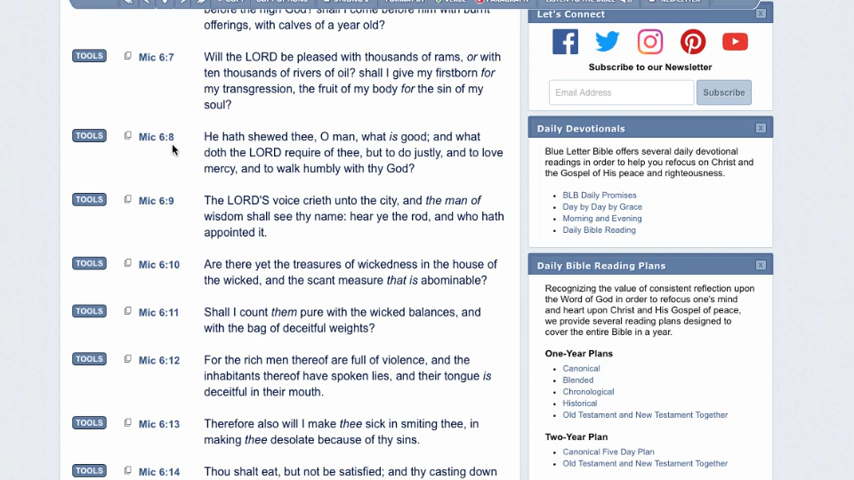 offerings, with calves of a year old?
TOOLS Mic 6:7 Will the LORD be pleased with thousands of rams, or with
ten thousands of rivers of oil? shall I give my firstborn for
my transgression, the fruit of my body for the sin of my
soul?
TOOLS Mic 6:8 He hath shewed thee, O man, what is good; and what
doth the LORD require of thee, but to do justly, and to love
mercy, and to walk humbly with thy God?
TOOLS Mic 6:9 The LORD'S voice crieth unto the city, and the man of
wisdom shall see thy name: hear ye the rod, and who hath
appointed it.
TOOLS Mic 6:10 Are there yet the treasures of wickedness in the house of
the wicked, and the scant measure that is abominable?
TOOLS Mic 6:11 Shall I count them pure with the wicked balances, and
with the bag of deceitful weights?
TOOLS Mic 6:12 For the rich men thereof are full of violence, and the
inhabitants thereof have spoken lies, and their tongue is
deceitful in their mouth.
TOOLS Mic 6:13 Therefore also will I make thee sick in smiting thee, in
making thee desolate because of thy sins.
TOOLS Mic 6:14 Thou shalt eat, but not be satisfied; and thy casting down
Let's Connect
Subscribe to our Newsletter
Email Address Subscribe
Daily Devotionals
Blue Letter Bible offers several daily devotional
readings in order to help you refocus on Christ and
the Gospel of His peace and righteousness.
BLB Daily Promises
Day by Day by Grace
Morning and Evening
Daily Bible Reading
Daily Bible Reading Plans
Recognizing the value of consistent reflection upon
the Word of God in order to refocus one's mind
and heart upon Christ and His Gospel of peace,
we provide several reading plans designed to
cover the entire Bible in a year.
One-Year Plans
Canonical
Blended
Chronological
Historical
Old Testament and New Testament Together
Two-Year Plan
Canonical Five Day Plan
Old Testament and New Testament Together